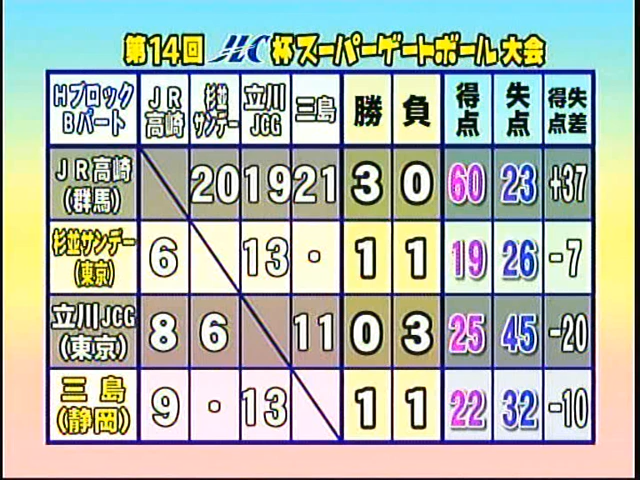 第14回 JLC杯スーパーゲートボール大会
Hブロック Bパート JR高崎 杉並サンデー 立川JCG 三島 勝 負 得点 失点 得失点差
JR高崎(群馬) 20 19 21 3 0 60 23 +37
杉並サンデー(東京) 6 13 ・ 1 1 19 26 -7
立川JCG(東京) 8 6 11 0 3 25 45 -20
三島(静岡) 9 ・ 13 1 1 22 32 -10